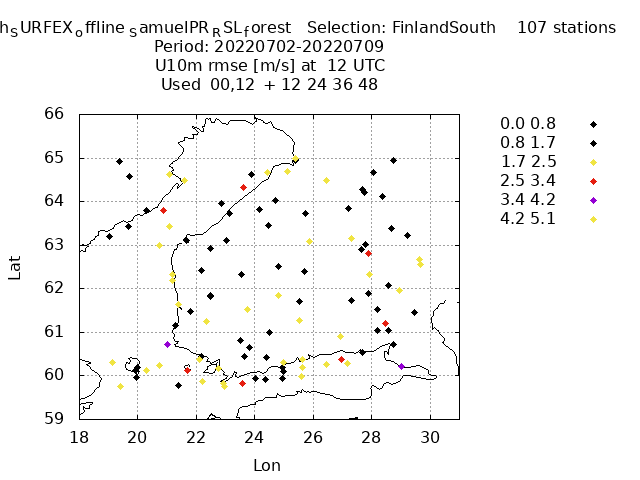 hSURFEXoffline SamuelPRRSLforest Selection: FinlandSouth 107 stations
Period: 20220702-20220709
U10m rmse [m/s] at 12 UTC
Used 00,12 + 12 24 36 48
66
65
64
63
62
61
60
59
18 20 22 24 26 28 30
Lat
Lon
0.0 0.8
0.8 1.7
1.7 2.5
2.5 3.4
3.4 4.2
4.2 5.1